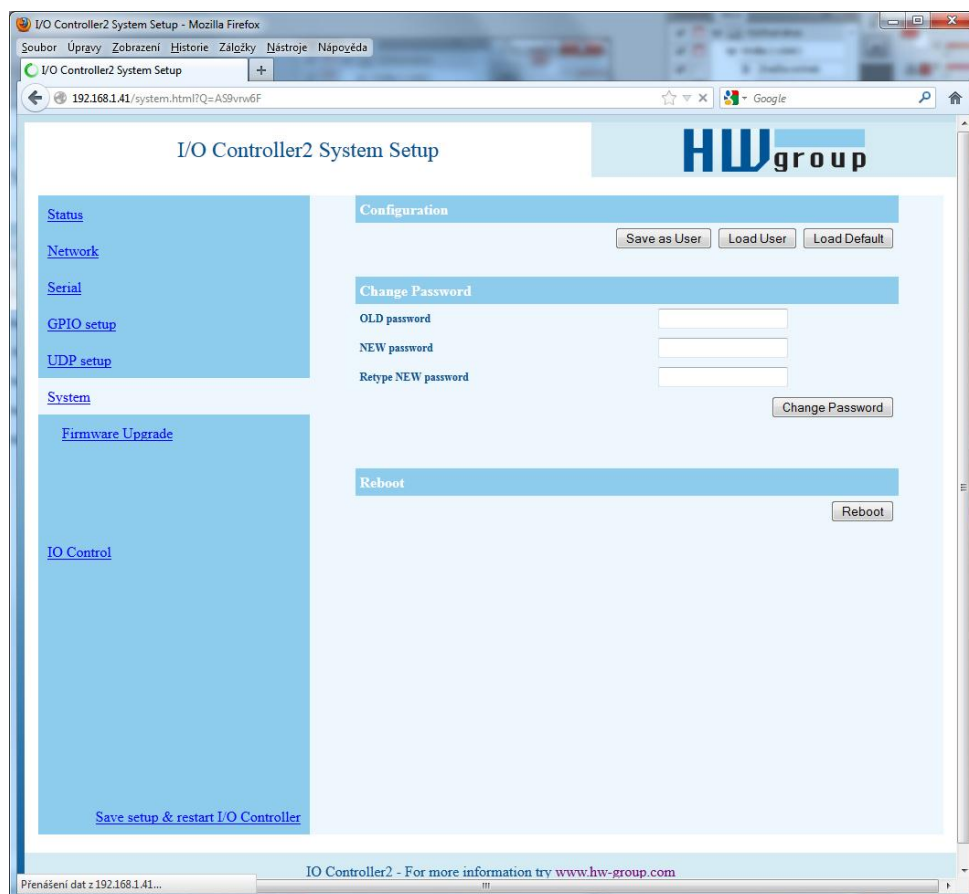 I/O Controller2 System Setup - Mozilla Firefox
Soubor Úpravy Zobrazení Historie Záložky Nástroje Nápověda
I/O Controller2 System Setup +
192.168.1.41/system.html?Q=AS9vrw6F Google
I/O Controller2 System Setup
HWgroup
Status
Network
Serial
GPIO setup
UDP setup
System
Firmware Upgrade
IO Control
Save setup & restart I/O Controller
Configuration
Save as User Load User Load Default
Change Password
OLD password
NEW password
Retype NEW password
Change Password
Reboot
Reboot
IO Controller2 - For more information try www.hw-group.com
Přenášení dat z 192.168.1.41...